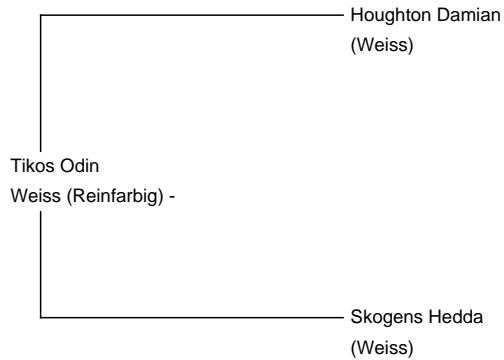 Houghton Damian
(Weiss)
Tikos Odin
Weiss (Reinfarbig) -
Skogens Hedda
(Weiss)